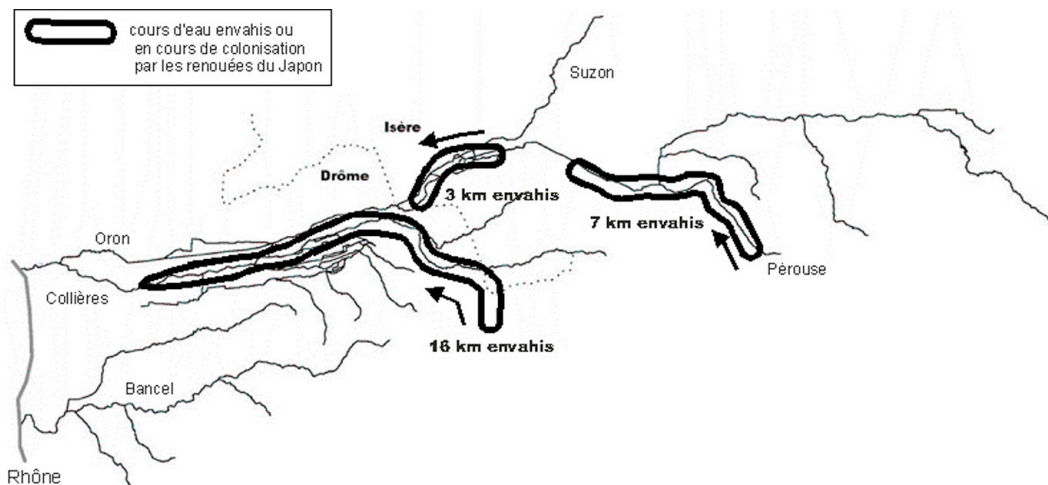 cours d'eau envahis ou
en cours de colonisation
par les renouées du Japon
Suzon
Isère
Drôme
3 km envahis
7 km envahis
Oron
Pérouse
Collières
16 km envahis
Bancel
Rhône